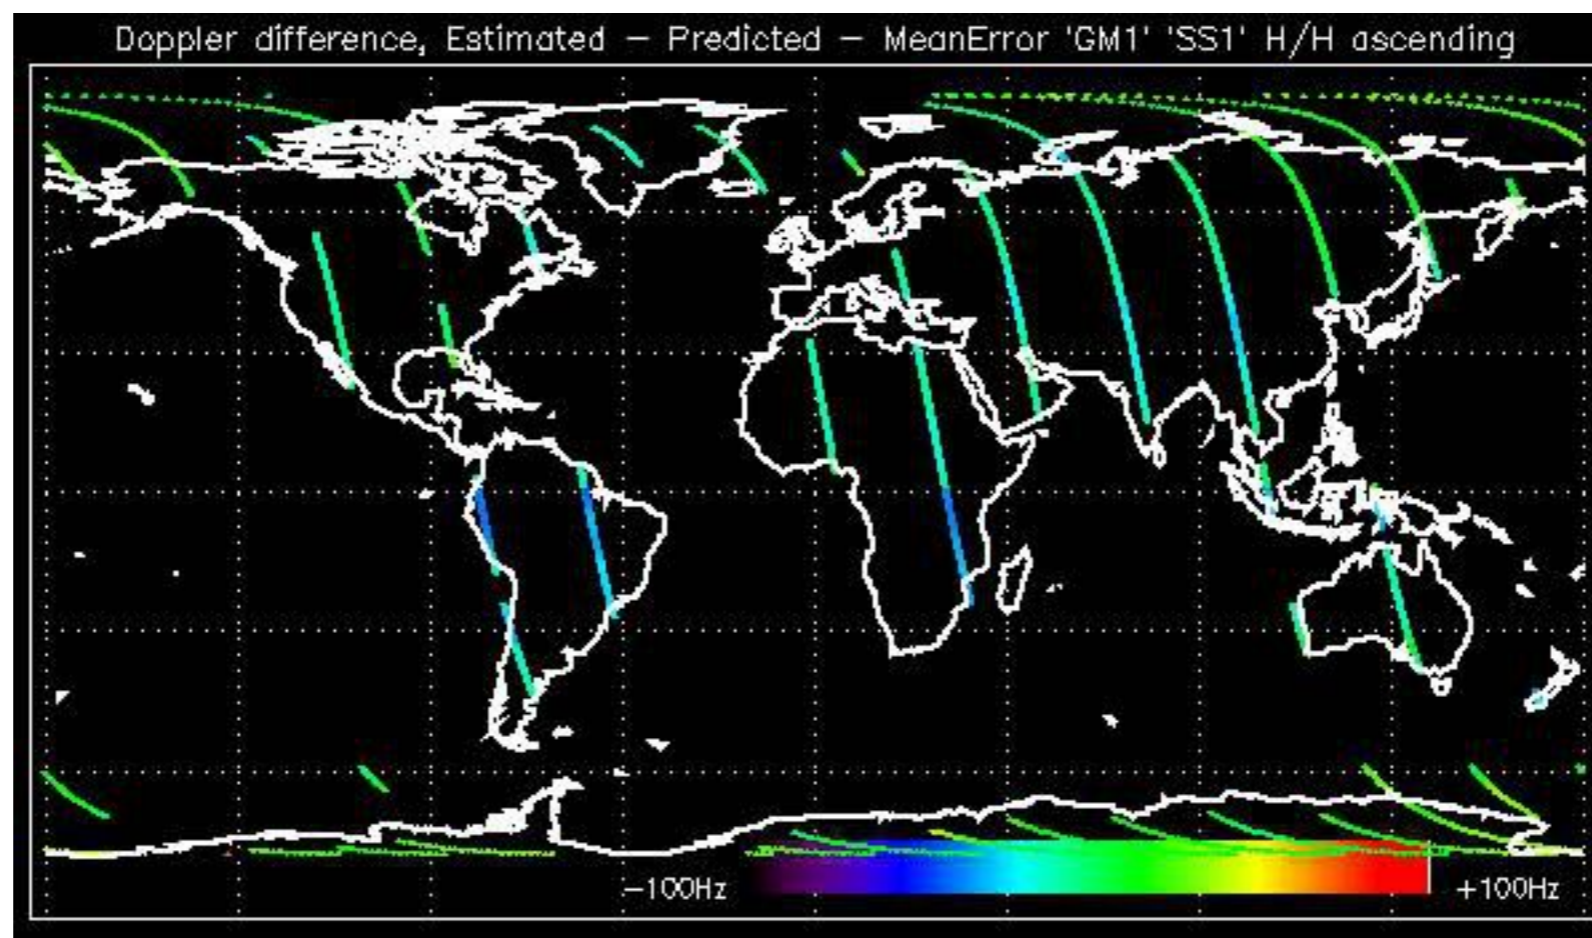 Doppler difference, Estimated − Predicted − MeanError 'GM1' 'SS1' H/H ascending
−100Hz
+100Hz